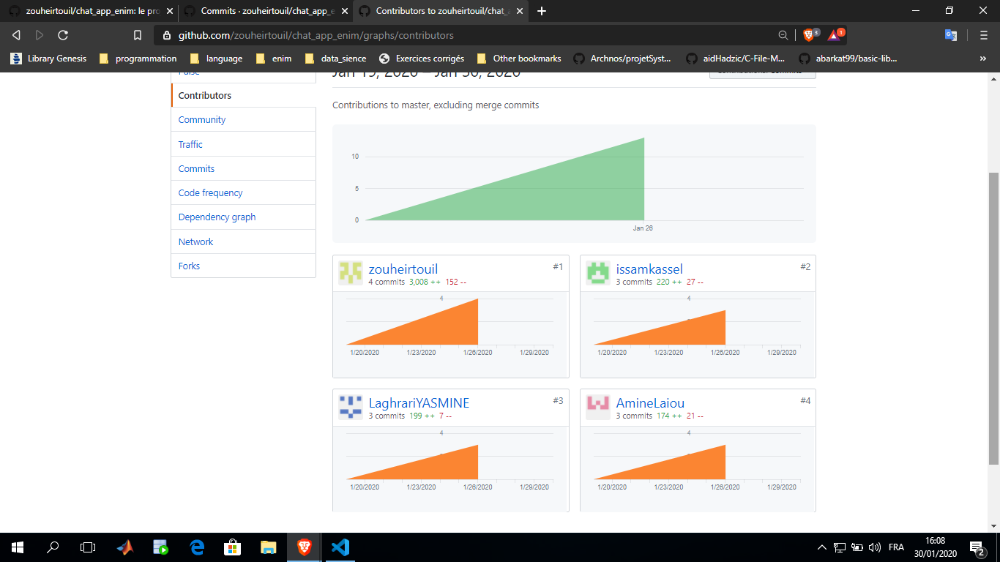 zouheirtouil/chat_app_enim: le pro
Commits · zouheirtouil/chat_app_e
Contributors to zouheirtouil/chat_a
github.com/zouheirtouil/chat_app_enim/graphs/contributors
3
1
Library Genesis
programmation
language
enim
data_sience
Exercices corrigés
Other bookmarks
Archnos/projetSyst...
aidHadzic/C-File-M...
abarkat99/basic-lib...
»
Pulse
Contributors
Community
Traffic
Commits
Code frequency
Dependency graph
Network
Forks
Jan 19, 2020 – Jan 30, 2020
Contributions: Commits
Contributions to master, excluding merge commits
10
5
0
Jan 26
zouheirtouil
#1
4 commits 3,008 ++ 152 --
4
1/20/2020 1/23/2020 1/26/2020 1/29/2020
issamkassel
#2
3 commits 220 ++ 27 --
4
1/20/2020 1/23/2020 1/26/2020 1/29/2020
LaghrariYASMINE
#3
3 commits 199 ++ 7 --
4
1/20/2020 1/23/2020 1/26/2020 1/29/2020
AmineLaiou
#4
3 commits 174 ++ 21 --
4
1/20/2020 1/23/2020 1/26/2020 1/29/2020
FRA
16:08
30/01/2020
2